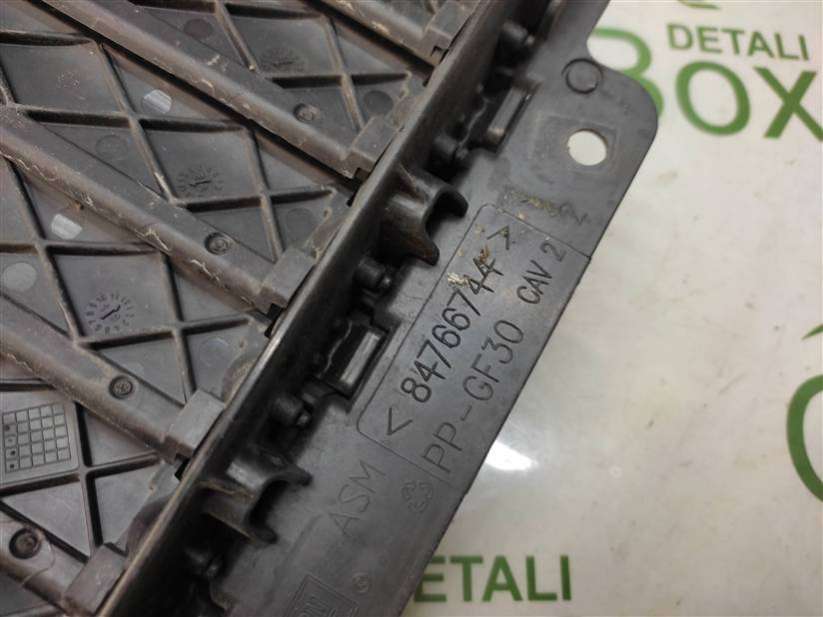 DETALI
BOX
< 84766744 >
PP-GF30 CAV 2
ASM
DETALI